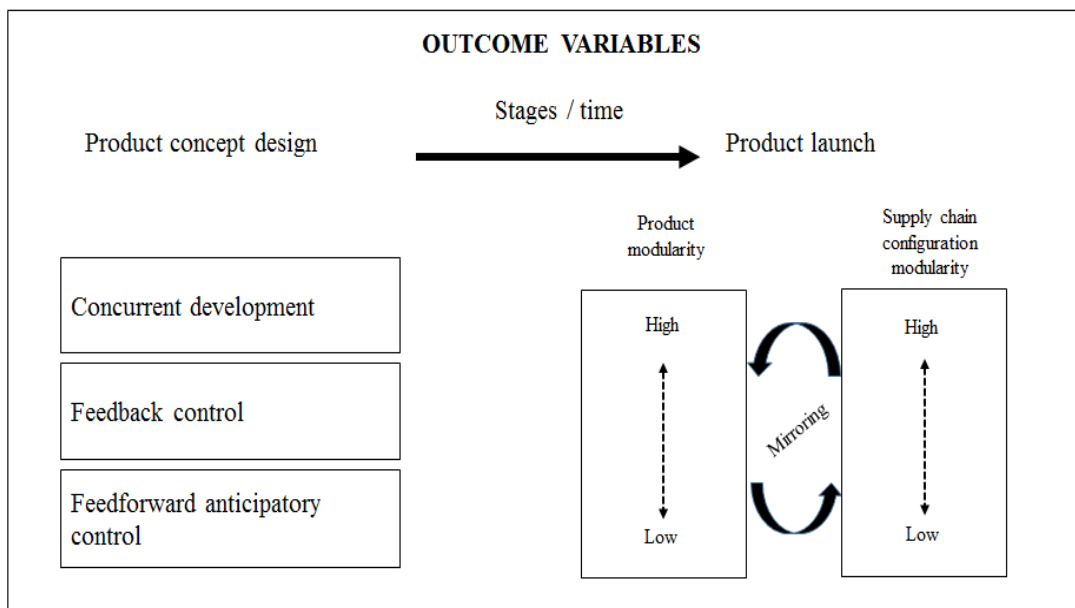 OUTCOME VARIABLES
Stages / time
Product concept design
Product launch
Product
modularity
Supply chain
configuration
modularity
Concurrent development
Feedback control
Feedforward anticipatory
control
High
Low
Mirroring
High
Low